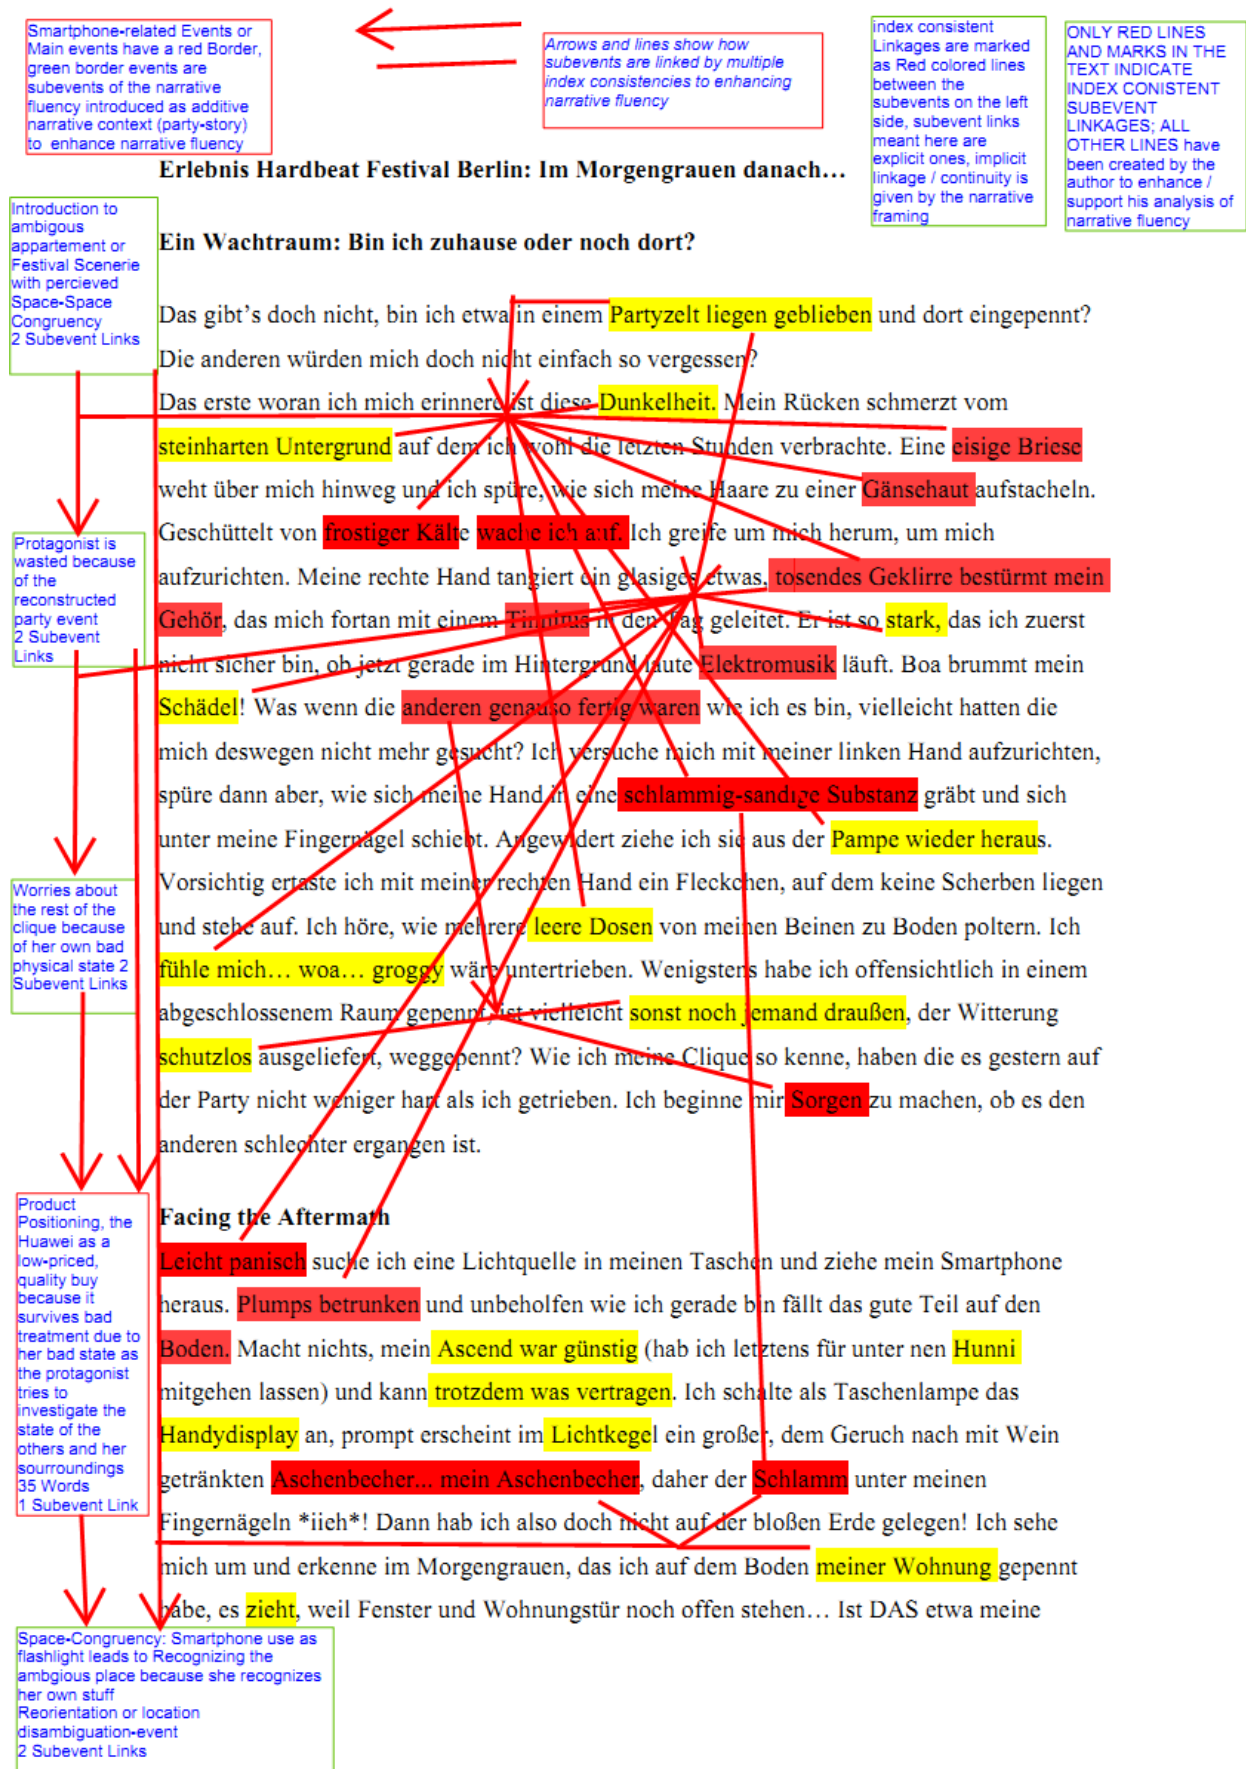 Smartphone-related Events or
Main events have a red Border,
green border events are
subevents of the narrative
fluency introduced as additive
narrative context (party-story)
to enhance narrative fluency
Arrows and lines show how
subevents are linked by multiple
index consistencies to enhancing
narrative fluency
index consistent
Linkages are marked
as Red colored lines
between the
subevents on the left
side, subevent links
meant here are
explicit ones, implicit
linkage / continuity is
given by the narrative
framing
ONLY RED LINES
AND MARKS IN THE
TEXT INDICATE
INDEX CONISTENT
SUBEVENT
LINKAGES; ALL
OTHER LINES have
been created by the
author to enhance /
support his analysis of
narrative fluency
Erlebnis Hardbeat Festival Berlin: Im Morgengrauen danach…
Introduction to
ambigous
appartement or
Festival Scenerie
with percieved
Space-Space
Congruency
2 Subevent Links
Ein Wachtraum: Bin ich zuhause oder noch dort?
Das gibt’s doch nicht, bin ich etwa in einem Partyzelt liegen geblieben und dort eingepennt?
Die anderen würden mich doch nicht einfach so vergessen?
Das erste woran ich mich erinnere ist diese Dunkelheit. Mein Rücken schmerzt vom
steinharten Untergrund auf dem ich wohl die letzten Stunden verbrachte. Eine eisige Briese
weht über mich hinweg und ich spüre, wie sich meine Haare zu einer Gänsehaut aufstacheln.
Geschüttelt von frostiger Kälte wache ich auf. Ich greife um mich herum, um mich
aufzurichten. Meine rechte Hand tangiert ein glasiges etwas, tosendes Geklirre bestürmt mein
Gehör, das mich fortan mit einem Tinnitus in den Tag geleitet. Er ist so stark, das ich zuerst
nicht sicher bin, ob jetzt gerade im Hintergrund laute Elektromusik läuft. Boa brummt mein
Schädel! Was wenn die anderen genauso fertig waren wie ich es bin, vielleicht hatten die
mich deswegen nicht mehr gesucht? Ich versuche mich mit meiner linken Hand aufzurichten,
spüre dann aber, wie sich meine Hand in eine schlammig-sandige Substanz gräbt und sich
unter meine Fingernägel schiebt. Angewidert ziehe ich sie aus der Pampe wieder heraus.
Vorsichtig ertaste ich mit meiner rechten Hand ein Fleckchen, auf dem keine Scherben liegen
und stehe auf. Ich höre, wie mehrere leere Dosen von meinen Beinen zu Boden poltern. Ich
fühle mich… woa… groggy wäre untertrieben. Wenigstens habe ich offensichtlich in einem
abgeschlossenem Raum gepennt, ist vielleicht sonst noch jemand draußen, der Witterung
schutzlos ausgeliefert, weggepennt? Wie ich meine Clique so kenne, haben die es gestern auf
der Party nicht weniger hart als ich getrieben. Ich beginne mir Sorgen zu machen, ob es den
anderen schlechter ergangen ist.
Protagonist is
wasted because
of the
reconstructed
party event
2 Subevent
Links
Worries about
the rest of the
clique because
of her own bad
physical state 2
Subevent Links
Product
Positioning, the
Huawei as a
low-priced,
quality buy
because it
survives bad
treatment due to
her bad state as
the protagonist
tries to
investigate the
state of the
others and her
sourroundings
35 Words
1 Subevent Link
Facing the Aftermath
Leicht panisch suche ich eine Lichtquelle in meinen Taschen und ziehe mein Smartphone
heraus. Plumps betrunken und unbeholfen wie ich gerade bin fällt das gute Teil auf den
Boden. Macht nichts, mein Ascend war günstig (hab ich letztens für unter nen Hunni
mitgehen lassen) und kann trotzdem was vertragen. Ich schalte als Taschenlampe das
Handydisplay an, prompt erscheint im Lichtkegel ein großer, dem Geruch nach mit Wein
getränkten Aschenbecher... mein Aschenbecher, daher der Schlamm unter meinen
Fingernägeln *iieh*! Dann hab ich also doch nicht auf der bloßen Erde gelegen! Ich sehe
mich um und erkenne im Morgengrauen, das ich auf dem Boden meiner Wohnung gepennt
habe, es zieht, weil Fenster und Wohnungstür noch offen stehen… Ist DAS etwa meine
Space-Congruency: Smartphone use as
flashlight leads to Recognizing the
ambgious place because she recognizes
her own stuff
Reorientation or location
disambiguation-event
2 Subevent Links